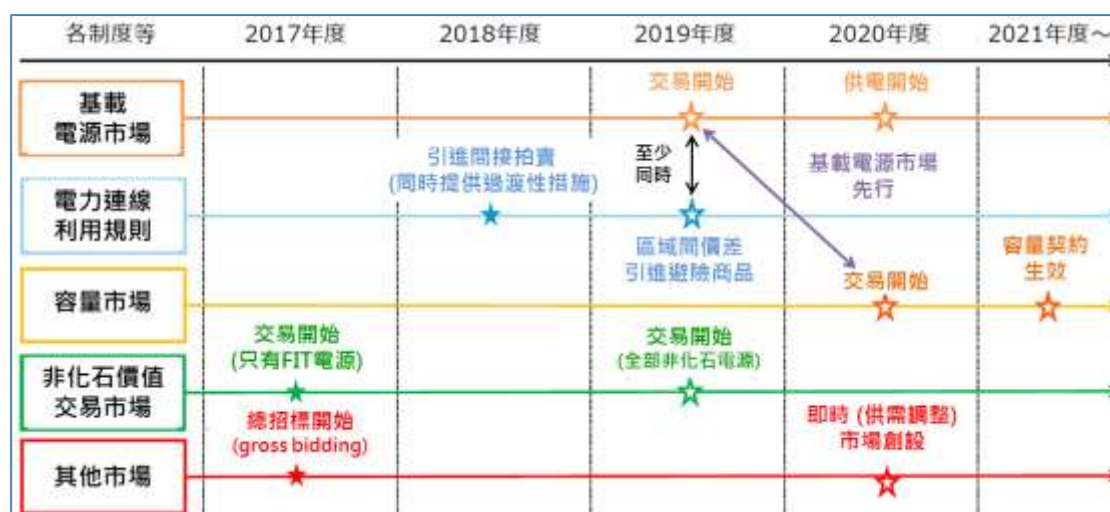 各制度等 2017年度 2018年度 2019年度 2020年度 2021年度～
基載
電源市場
交易開始
供電開始
引進間接拍賣
(同時提供過渡性措施)
至少
同時
基載電源市場
先行
電力連線
利用規則
區域間價差
引進避險商品
容量契約
生效
容量市場
交易開始
交易開始
(只有FIT電源)
交易開始
(全部非化石電源)
非化石價值
交易市場
總招標開始
(gross bidding)
即時 (供需調整)
市場創設
其他市場